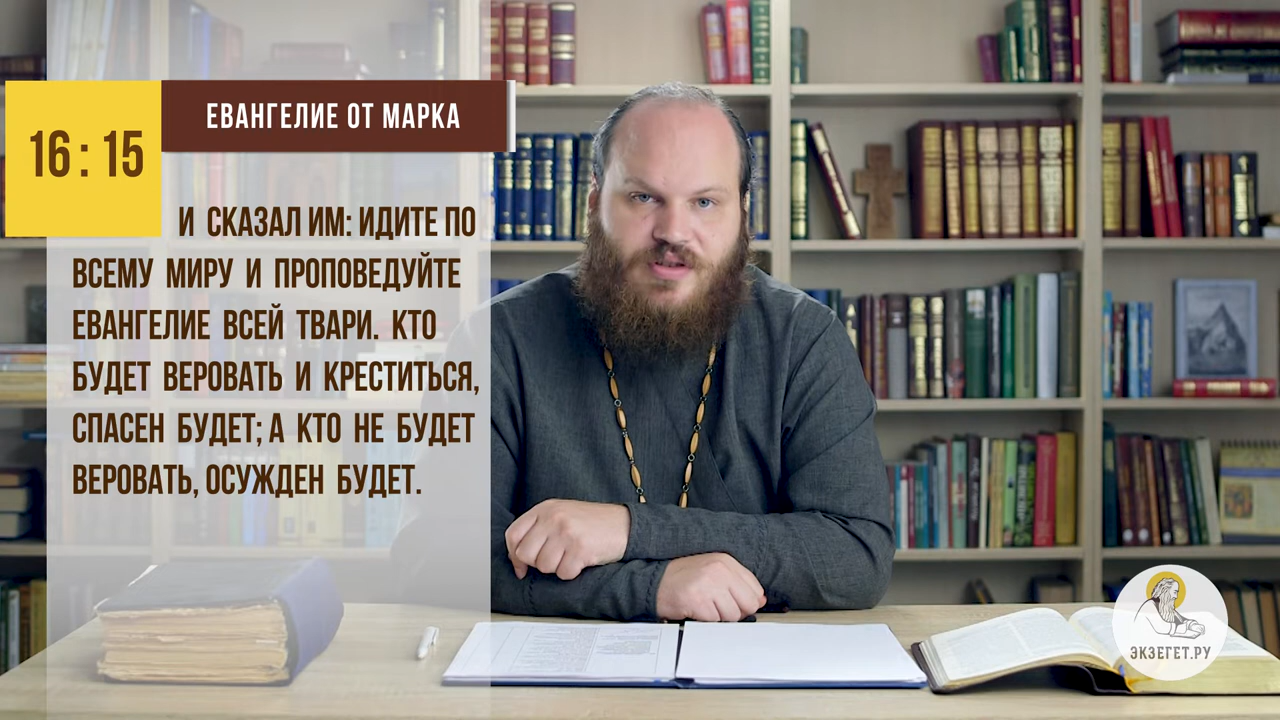 ЕВАНГЕЛИЕ ОТ МАРКА
16 : 15
И СКАЗАЛ ИМ: ИДИТЕ ПО
ВСЕМУ МИРУ И ПРОПОВЕДУЙТЕ
ЕВАНГЕЛИЕ ВСЕЙ ТВАРИ. КТО
БУДЕТ ВЕРОВАТЬ И КРЕСТИТЬСЯ,
СПАСЕН БУДЕТ; А КТО НЕ БУДЕТ
ВЕРОВАТЬ, ОСУЖДЕН БУДЕТ.
ЭКЗЕГЕТ.РУ